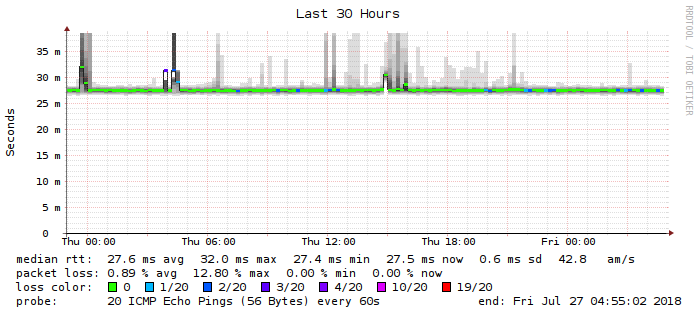 Last 30 Hours
RRDTOOL / TOBI OETIKER
Seconds
35 m
30 m
25 m
20 m
15 m
10 m
5 m
0
Thu 00:00 Thu 06:00 Thu 12:00 Thu 18:00 Fri 00:00
median rtt: 27.6 ms avg 32.0 ms max 27.4 ms min 27.5 ms now 0.6 ms sd 42.8 am/s
packet loss: 0.89 % avg 12.80 % max 0.00 % min 0.00 % now
loss color: 0 1/20 2/20 3/20 4/20 10/20 19/20
probe: 20 ICMP Echo Pings (56 Bytes) every 60s end: Fri Jul 27 04:55:02 2018